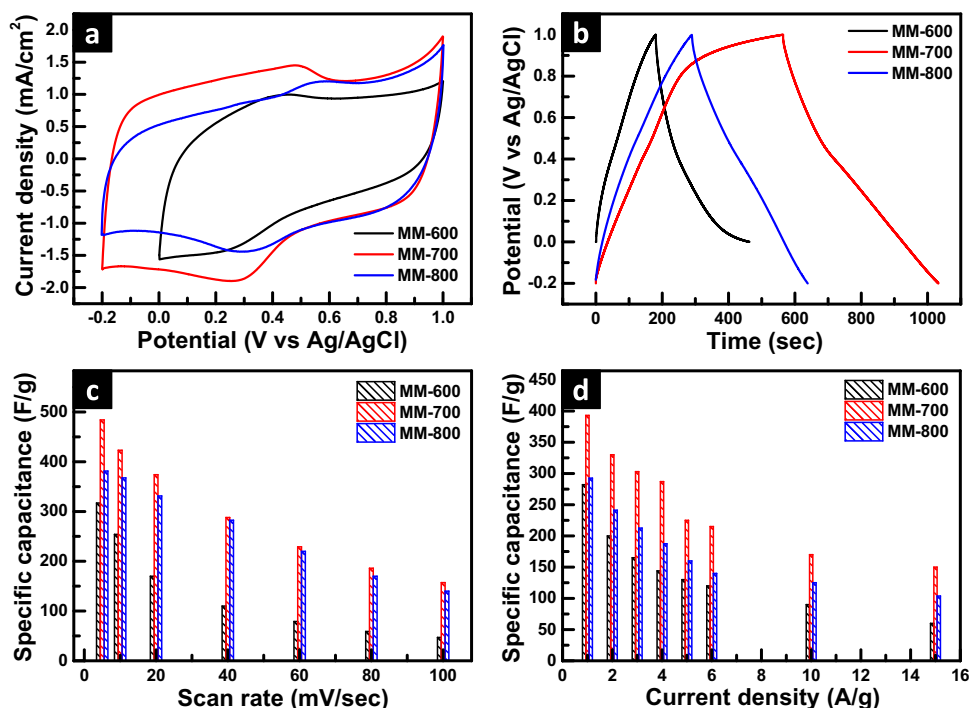 a
MM-600
MM-700
MM-800
Current density (mA/cm²)
2.0
1.5
1.0
0.5
0.0
-0.5
-1.0
-1.5
-2.0
-0.2 0.0 0.2 0.4 0.6 0.8 1.0
Potential (V vs Ag/AgCl)
b
MM-600
MM-700
MM-800
Potential (V vs Ag/AgCl)
1.0
0.8
0.6
0.4
0.2
0.0
-0.2
0 200 400 600 800 1000
Time (sec)
c
MM-600
MM-700
MM-800
Specific capacitance (F/g)
500
400
300
200
100
0
0 20 40 60 80 100
Scan rate (mV/sec)
d
MM-600
MM-700
MM-800
Specific capacitance (F/g)
450
400
350
300
250
200
150
100
50
0
0 2 4 6 8 10 12 14 16
Current density (A/g)